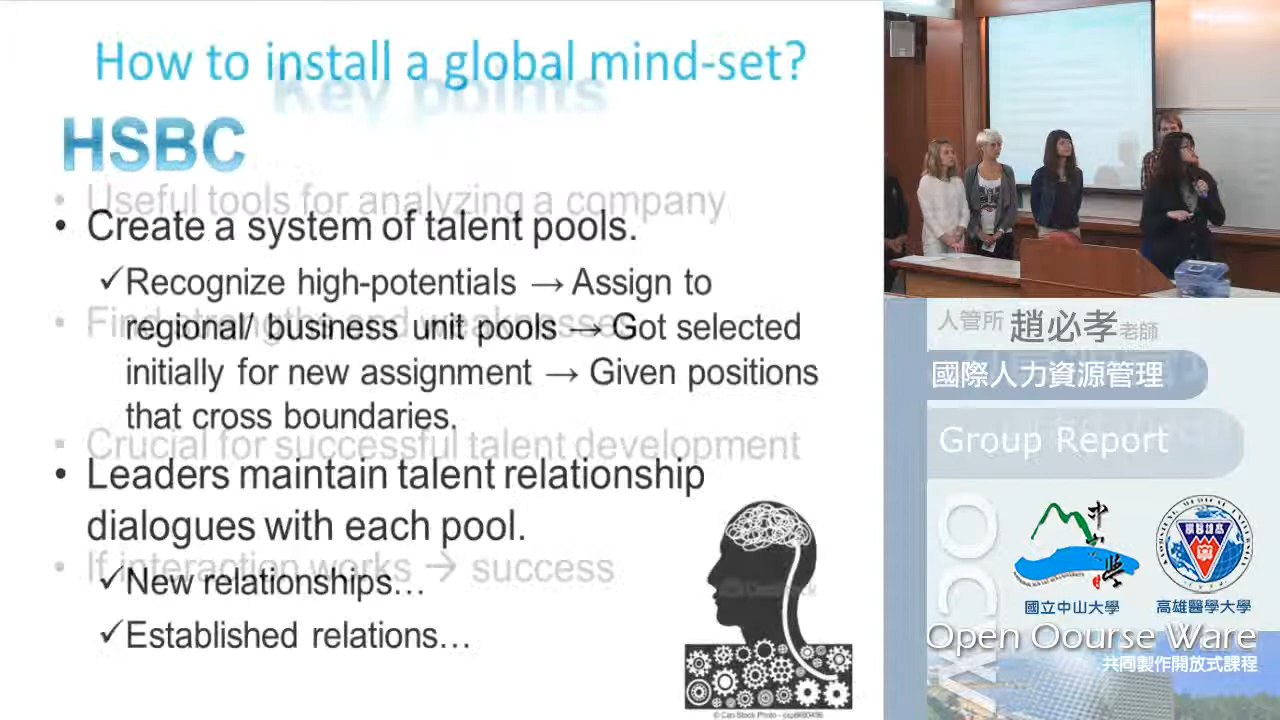 How to install a global mind-set?
Key points
HSBC
• Useful tools for analyzing a company
• Create a system of talent pools.
✓Recognize high-potentials → Assign to
regional/ business unit pools → Got selected
initially for new assignment → Given positions
that cross boundaries.
• Crucial for successful talent development
• Leaders maintain talent relationship
dialogues with each pool.
• If interaction works → success
✓New relationships…
✓Established relations…
© Can Stock Photo
人管所 趙必孝老師
國際人力資源管理
Group Report
OCW
國立中山大學
高雄醫學大學
Open Oourse Ware
共同製作開放式課程